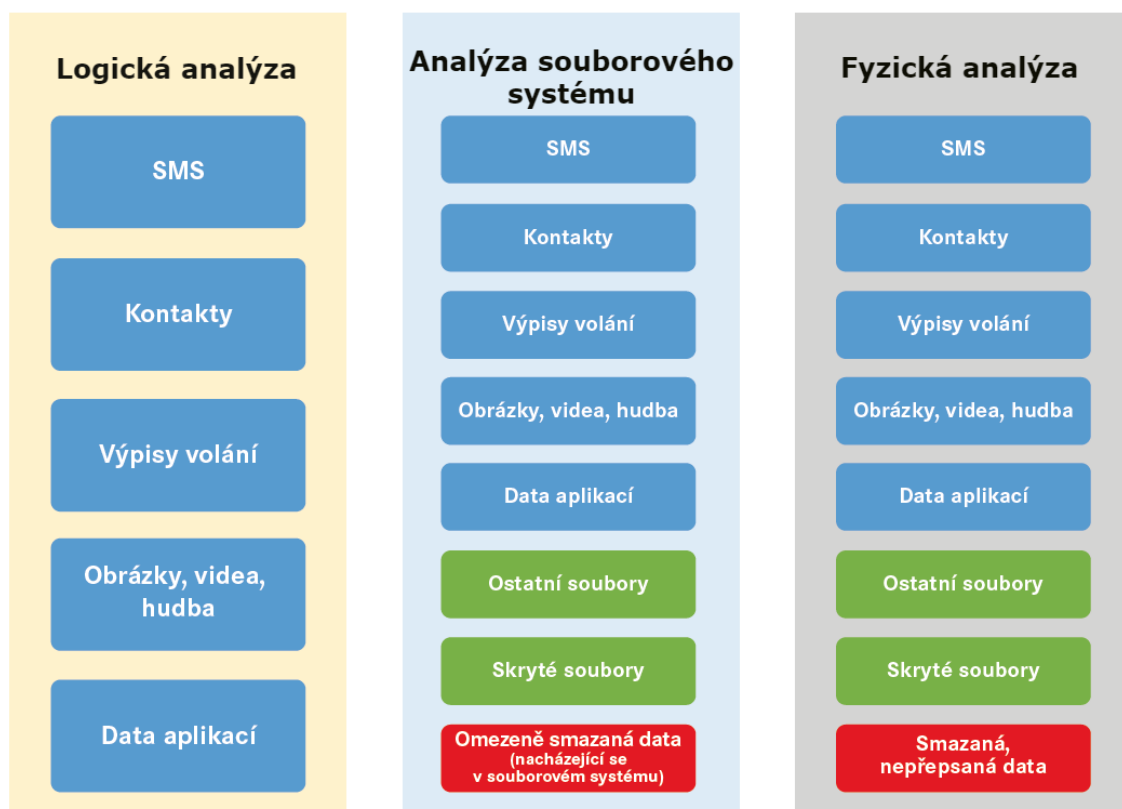 Logická analýza
SMS
Kontakty
Výpisy volání
Obrázky, videa,
hudba
Data aplikací
Analýza souborového
systému
SMS
Kontakty
Výpisy volání
Obrázky, videa, hudba
Data aplikací
Ostatní soubory
Skryté soubory
Omezeně smazaná data
(nacházející se
v souborovém systému)
Fyzická analýza
SMS
Kontakty
Výpisy volání
Obrázky, videa, hudba
Data aplikací
Ostatní soubory
Skryté soubory
Smazaná,
nepřepsaná data